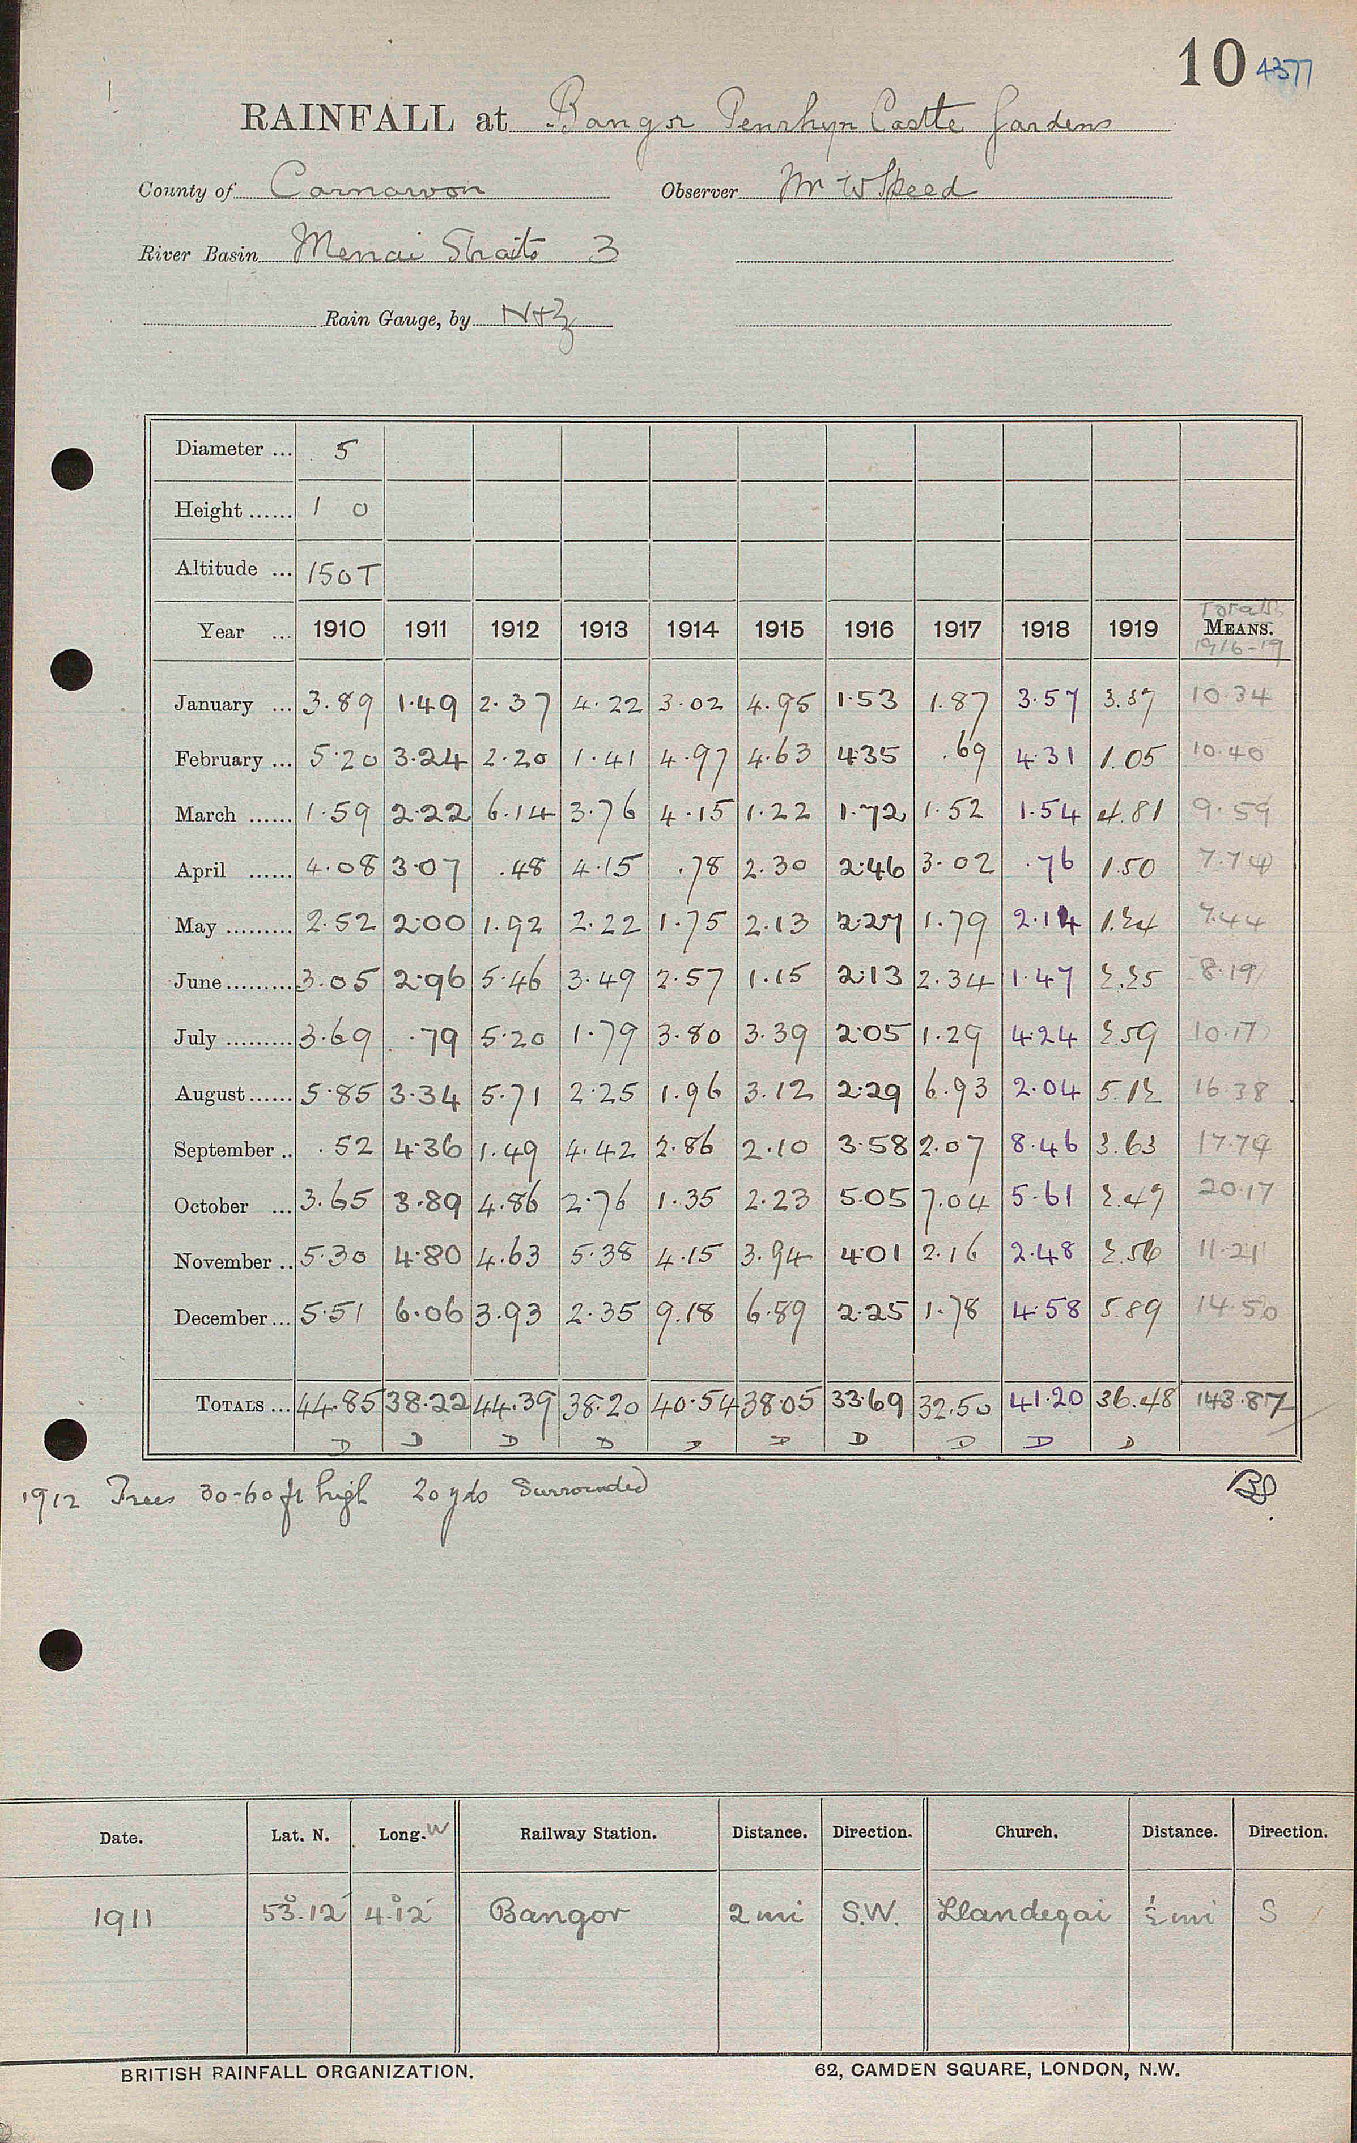 10 4377
RAINFALL at Bangor Penrhyn Castle Gardens
County of Carnarvon Observer Mr W Speed
River Basin Menai Straits 3
Rain Gauge, by N+Z
Diameter ... 5
Height ...... 1 0
Altitude ... 150T
Totals
Year ... 1910 1911 1912 1913 1914 1915 1916 1917 1918 1919 MEANS.
1916-19
January ... 3.89 1.49 2.37 4.22 3.02 4.95 1.53 1.87 3.57 3.37 10.34
February ... 5.20 3.24 2.20 1.41 4.97 4.63 4.35 .69 4.31 1.05 10.40
March ...... 1.59 2.22 6.14 3.76 4.15 1.22 1.72 1.52 1.54 4.81 9.59
April ...... 4.08 3.07 .48 4.15 .78 2.30 2.46 3.02 .76 1.50 7.74
May ......... 2.52 2.00 1.92 2.22 1.75 2.13 2.27 1.79 2.14 1.24 7.44
June ......... 3.05 2.96 5.46 3.49 2.57 1.15 2.13 2.34 1.47 2.25 8.19
July ......... 3.69 .79 5.20 1.79 3.80 3.39 2.05 1.29 4.24 2.59 10.17
August ...... 5.85 3.34 5.71 2.25 1.96 3.12 2.29 6.93 2.04 5.12 16.38
September .. .52 4.36 1.49 4.42 2.86 2.10 3.58 2.07 8.46 3.63 17.74
October ... 3.65 3.89 4.86 2.76 1.35 2.23 5.05 7.04 5.61 2.47 20.17
November .. 5.30 4.80 4.63 5.38 4.15 3.94 4.01 2.16 2.48 2.56 11.21
December ... 5.51 6.06 3.93 2.35 9.18 6.89 2.25 1.78 4.58 5.89 14.50
TOTALS ... 44.85 38.22 44.39 38.20 40.54 38.05 33.69 32.50 41.20 36.48 143.87
D D D D D D D D D D
1912 Trees 30-60 ft high 20 yds Surrounded
Date. Lat. N. Long. W Railway Station. Distance. Direction. Church. Distance. Direction.
1911 53°.12' 4°.12' Bangor 2 mi S.W. Llandegai ½ mi S
BRITISH RAINFALL ORGANIZATION. 62, CAMDEN SQUARE, LONDON, N.W.